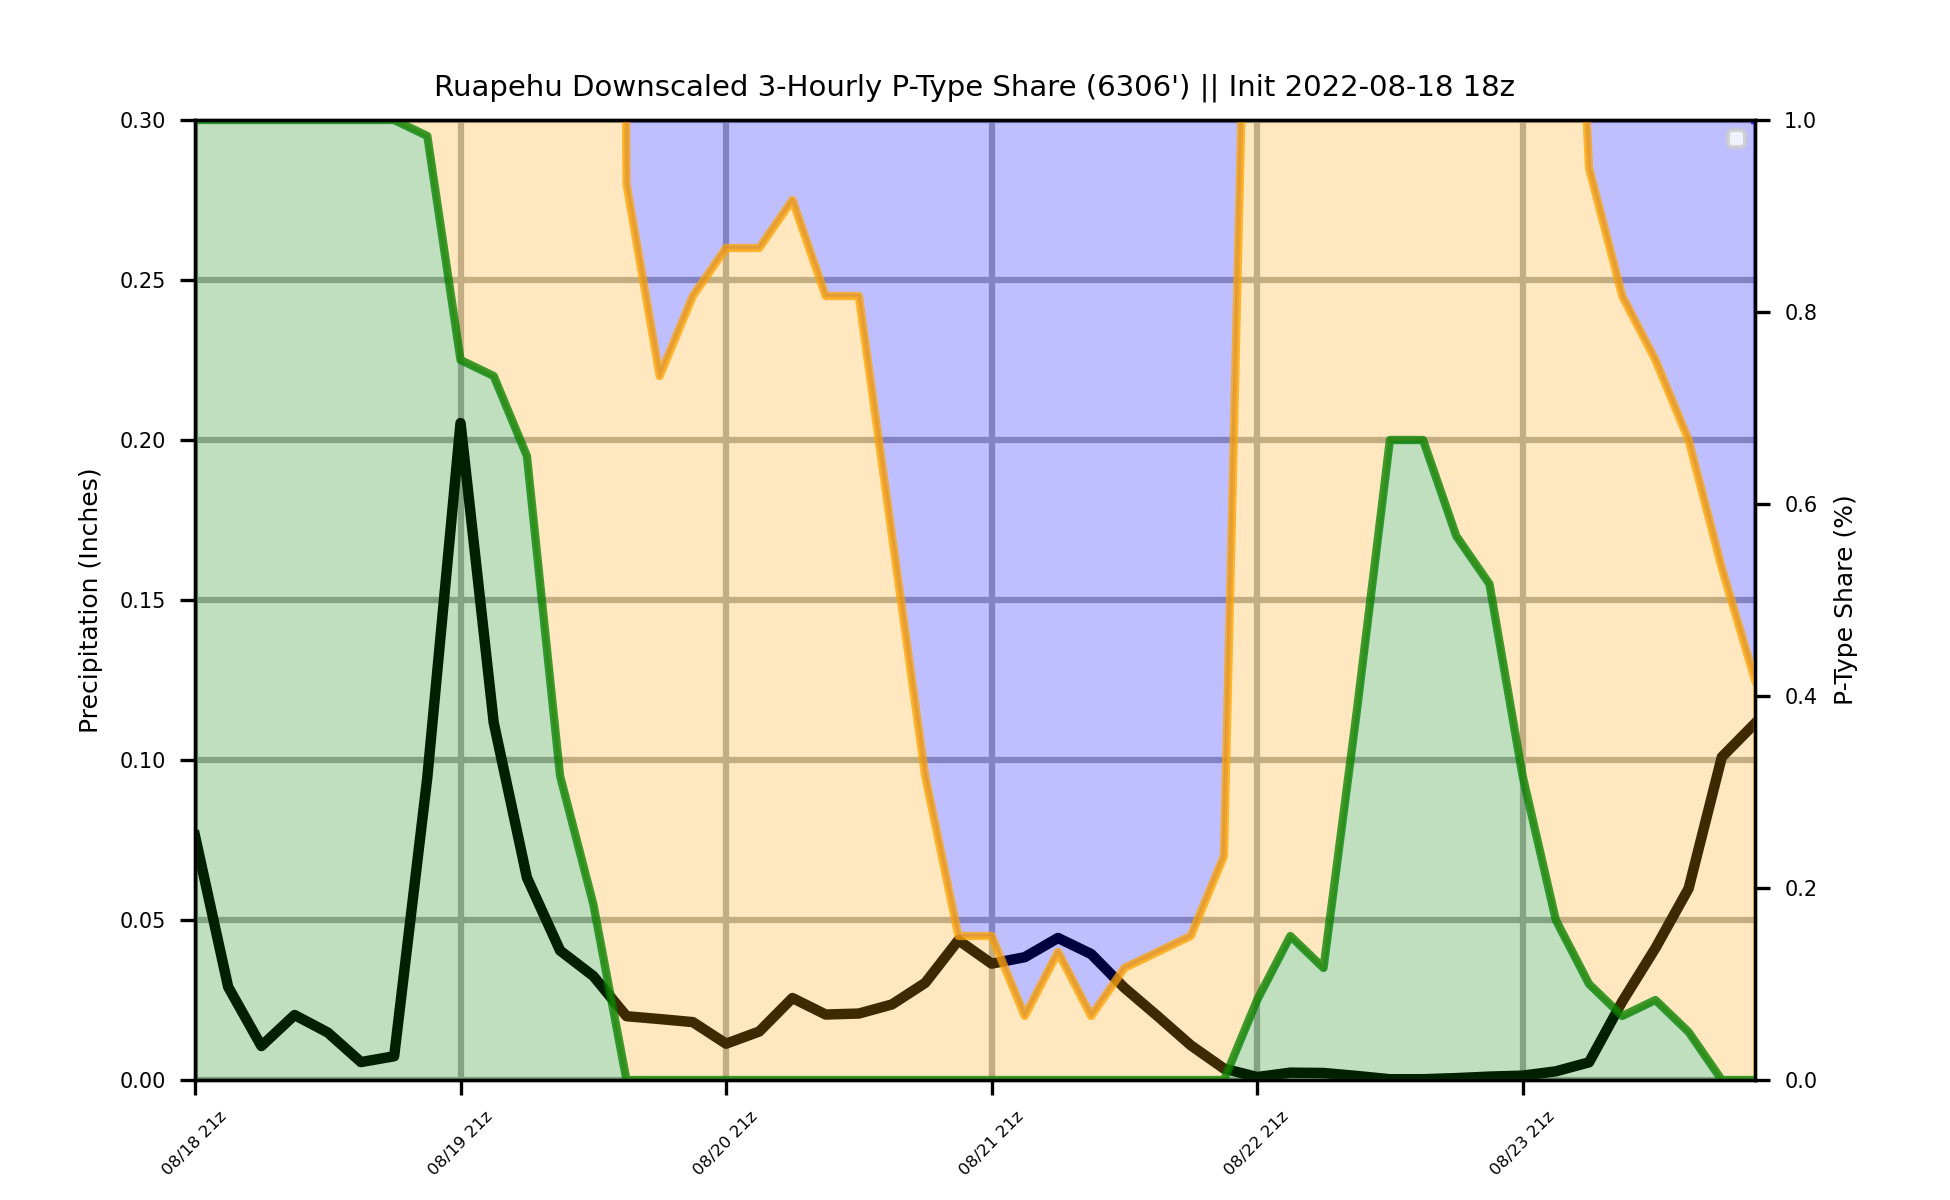 Ruapehu Downscaled 3-Hourly P-Type Share (6306') || Init 2022-08-18 18z
Precipitation (Inches)
0.30
0.25
0.20
0.15
0.10
0.05
0.00
1.0
0.8
0.6
0.4
0.2
0.0
P-Type Share (%)
08/18 21z
08/19 21z
08/20 21z
08/21 21z
08/22 21z
08/23 21z